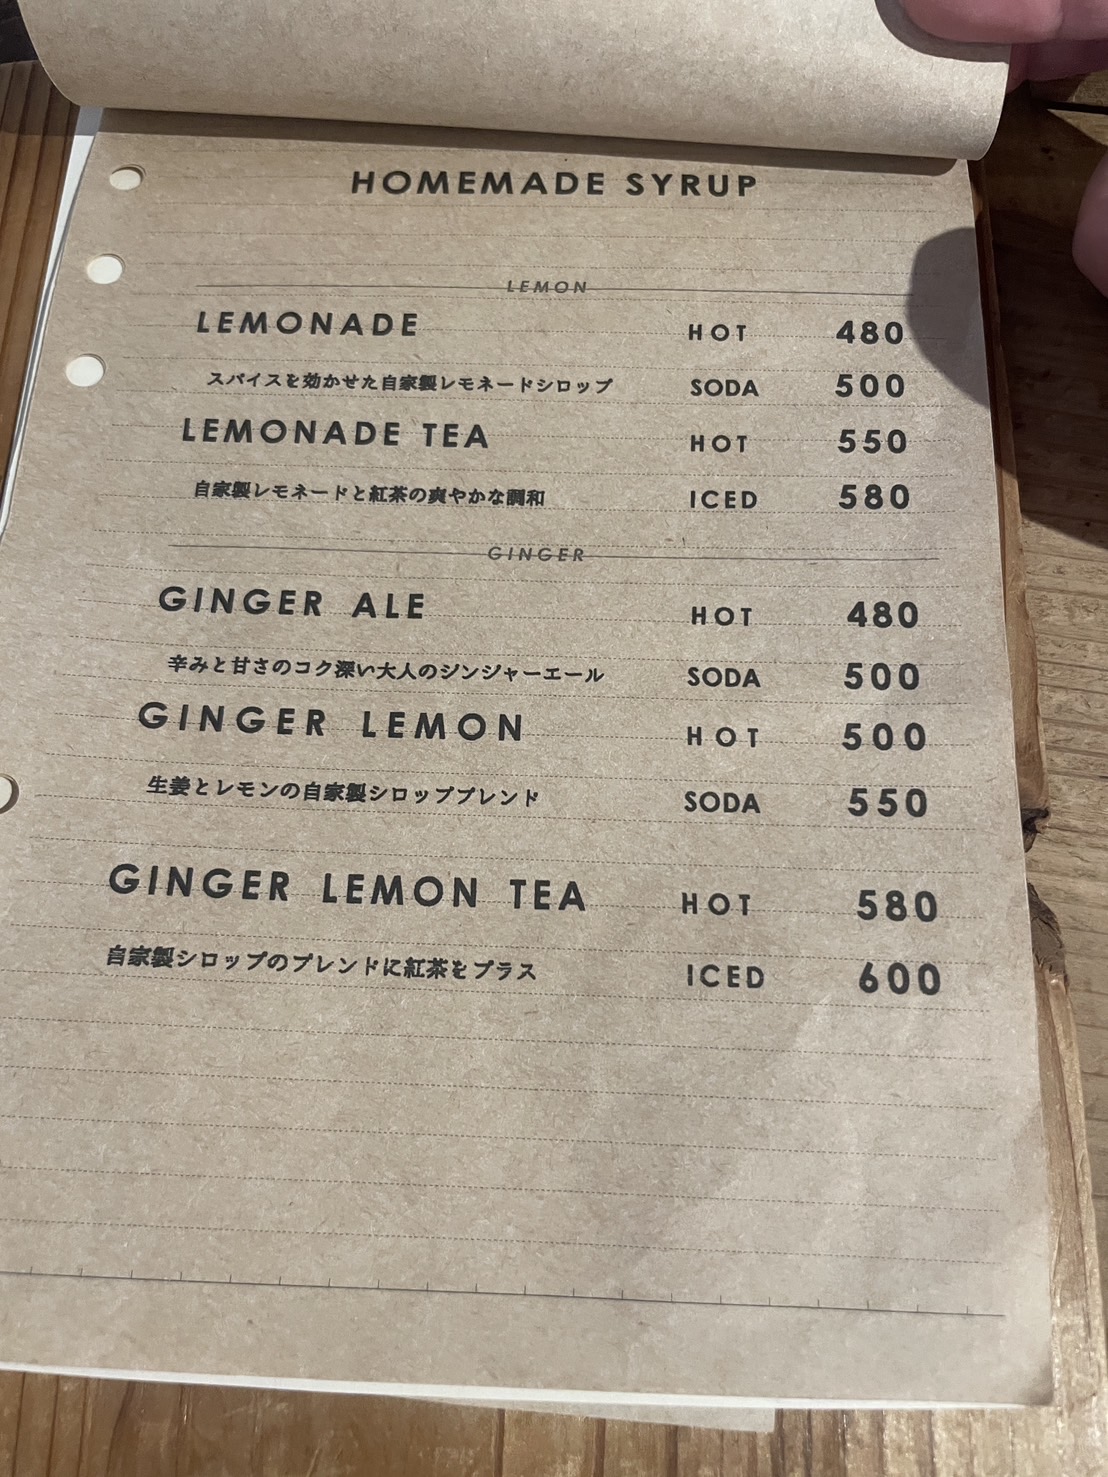 HOMEMADE SYRUP
LEMON
LEMONADE HOT 480
スパイスを効かせた自家製レモネードシロップ SODA 500
LEMONADE TEA HOT 550
自家製レモネードと紅茶の爽やかな調和 ICED 580
GINGER
GINGER ALE HOT 480
辛みと甘さのコク深い大人のジンジャーエール SODA 500
GINGER LEMON HOT 500
生姜とレモンの自家製シロップブレンド SODA 550
GINGER LEMON TEA HOT 580
自家製シロップのブレンドに紅茶をプラス ICED 600